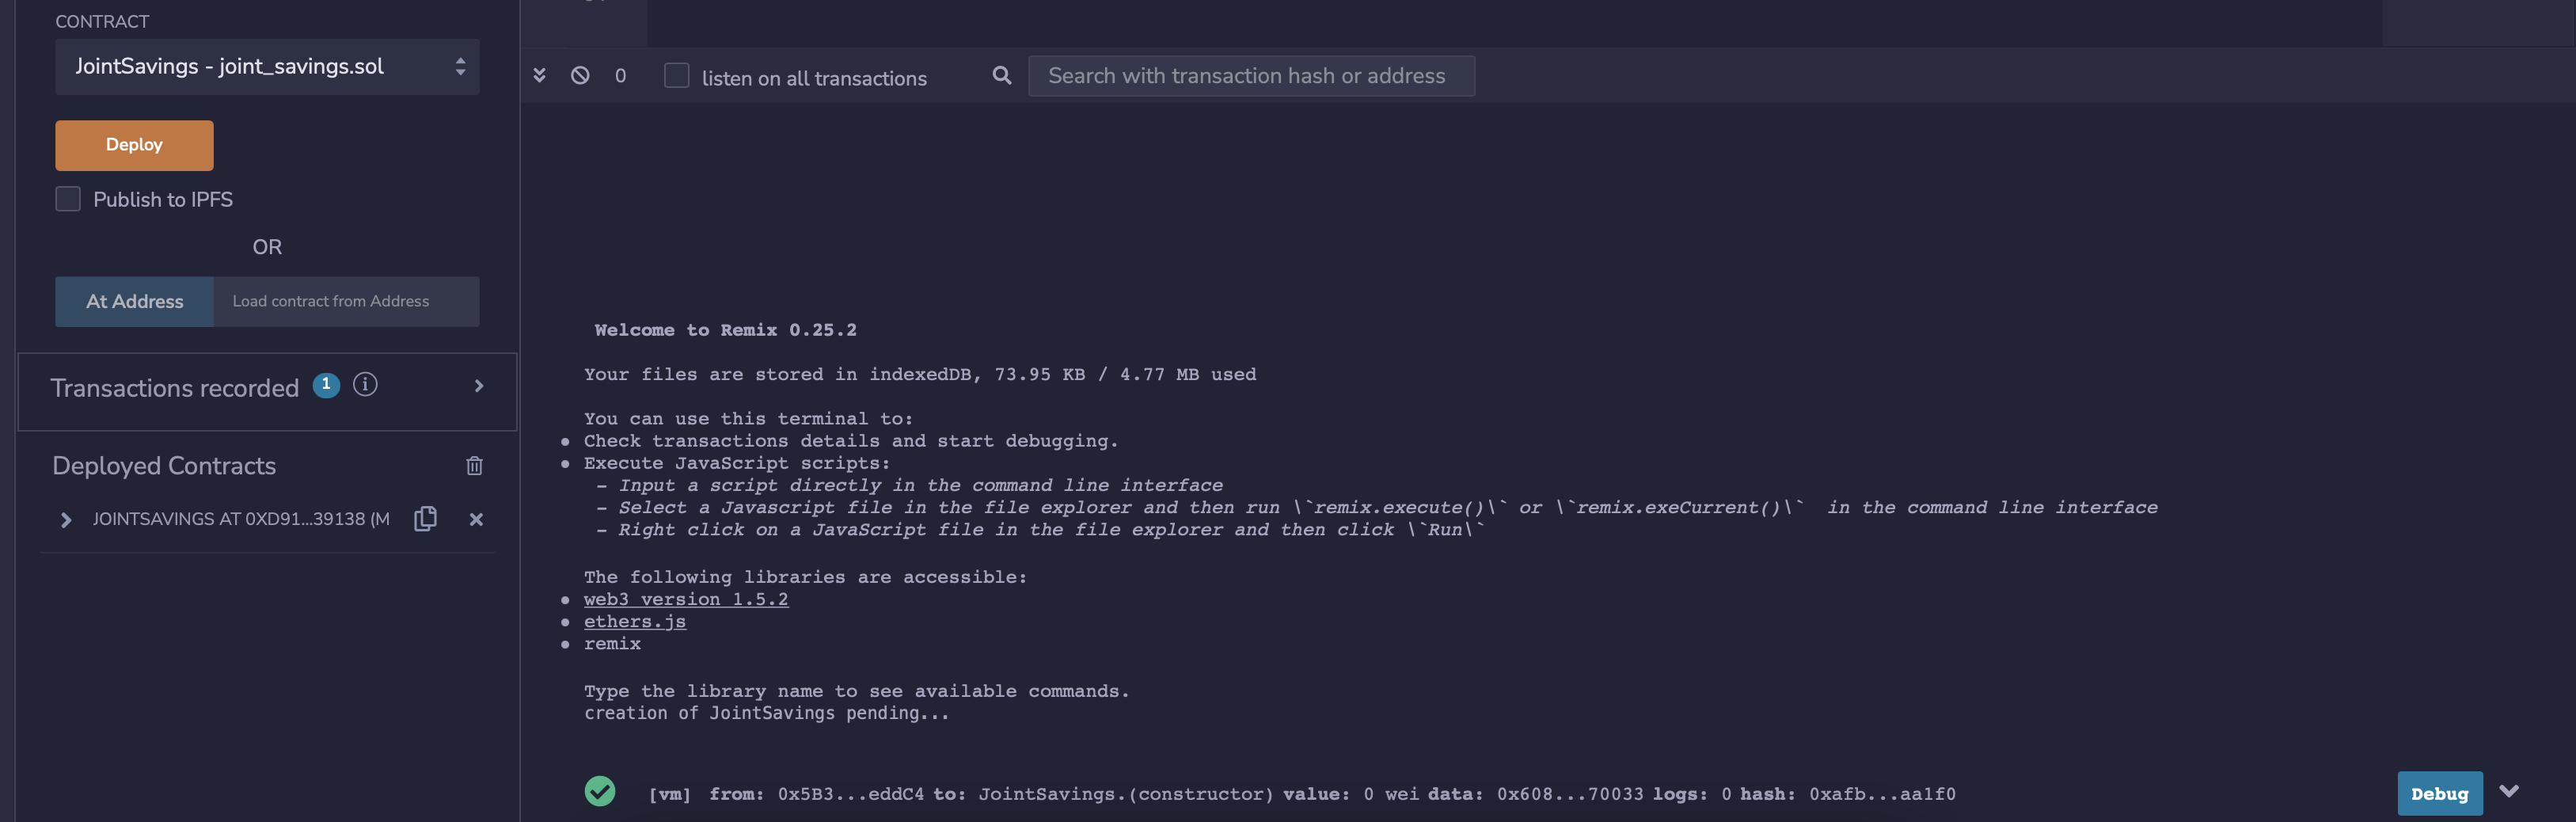 CONTRACT
JointSavings - joint_savings.sol
Deploy
Publish to IPFS
OR
At Address
Load contract from Address
Transactions recorded 1 i
Deployed Contracts
JOINTSAVINGS AT 0XD91...39138 (M
0
listen on all transactions
Search with transaction hash or address
Welcome to Remix 0.25.2
Your files are stored in indexedDB, 73.95 KB / 4.77 MB used
You can use this terminal to:
● Check transactions details and start debugging.
● Execute JavaScript scripts:
– Input a script directly in the command line interface
– Select a Javascript file in the file explorer and then run \`remix.execute()\` or \`remix.exeCurrent()\` in the command line interface
– Right click on a JavaScript file in the file explorer and then click \`Run\`
The following libraries are accessible:
● web3 version 1.5.2
● ethers.js
● remix
Type the library name to see available commands.
creation of JointSavings pending...
[vm] from: 0x5B3...eddC4 to: JointSavings.(constructor) value: 0 wei data: 0x608...70033 logs: 0 hash: 0xafb...aa1f0
Debug